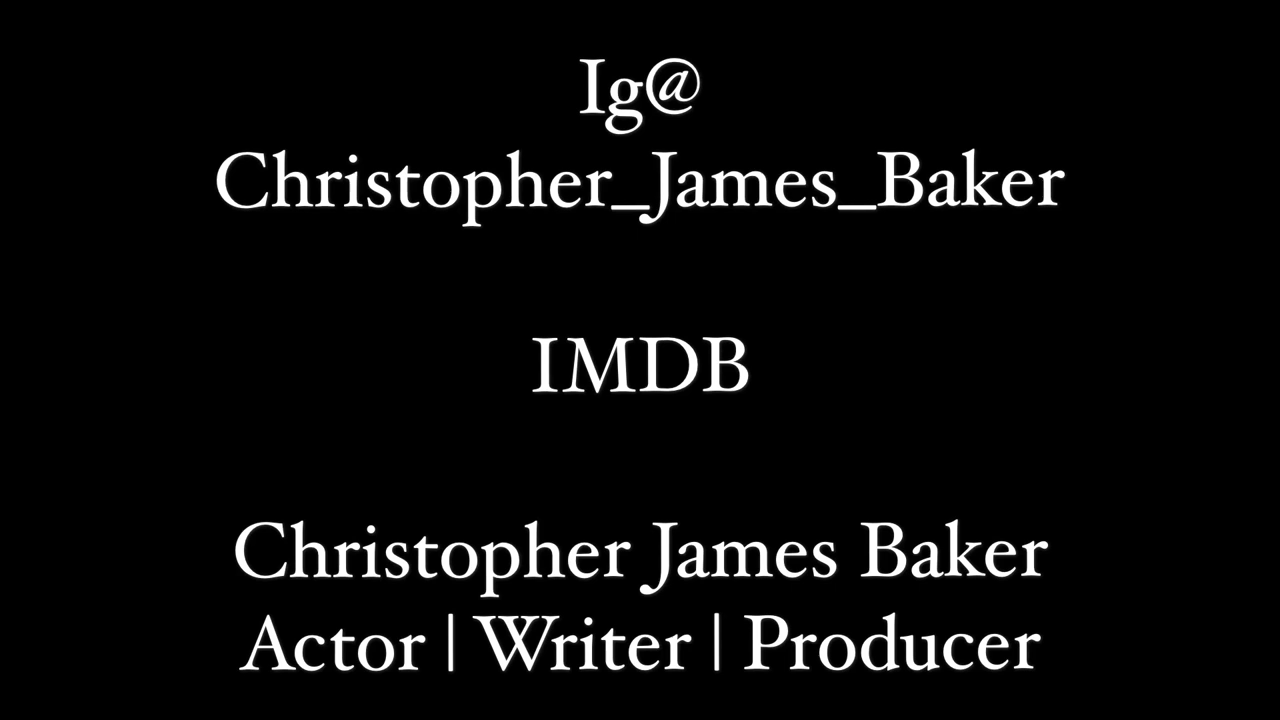 Ig@
Christopher_James_Baker
IMDB
Christopher James Baker
Actor | Writer | Producer